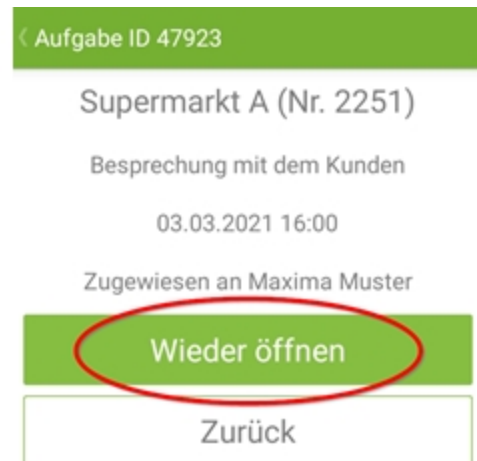 Aufgabe ID 47923
Supermarkt A (Nr. 2251)
Besprechung mit dem Kunden
03.03.2021 16:00
Zugewiesen an Maxima Muster
Wieder öffnen
Zurück